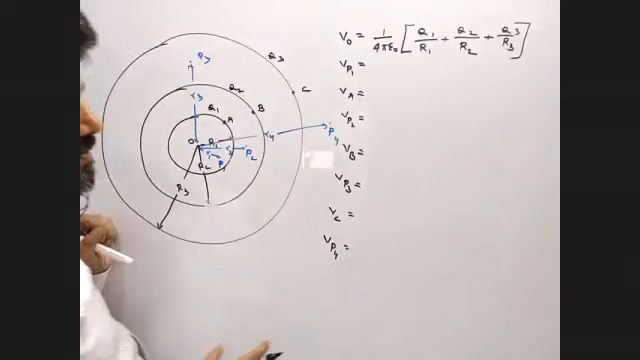 V₀ = 1/4πε₀ [ Q₁/R₁ + Q₂/R₂ + Q3/R₃ ]
V_P₁ =
V_A =
V_P₂ =
V_B =
V_P₃ =
V_C =
V_P₄ =
P₃
Q₃
r₃
Q₂
C
Q₁
A
B
O
R₁
r₄
P₄
r₁
r₂
P₂
P₁
R₂
R₃